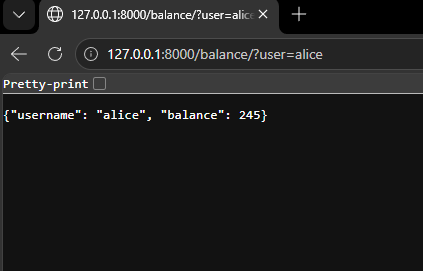 127.0.0.1:8000/balance/?user=alice
127.0.0.1:8000/balance/?user=alice
Pretty-print
{"username": "alice", "balance": 245}